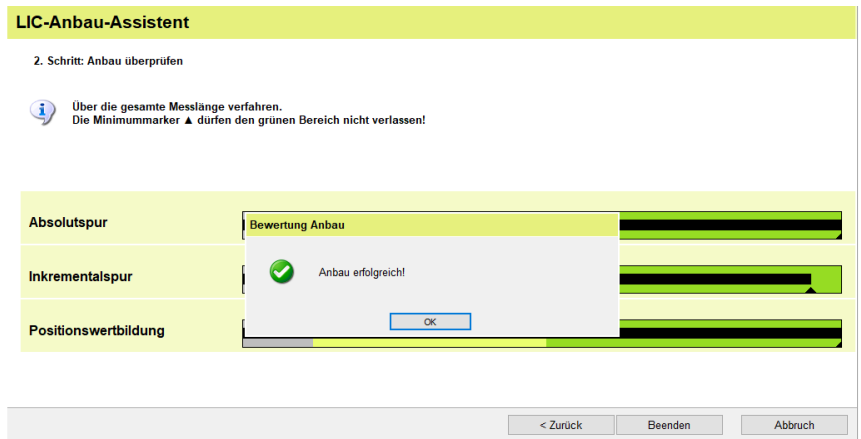 LIC-Anbau-Assistent
2. Schritt: Anbau überprüfen
Über die gesamte Messlänge verfahren.
Die Minimummarker ▲ dürfen den grünen Bereich nicht verlassen!
Absolutspur
Bewertung Anbau
Anbau erfolgreich!
Inkrementalspur
OK
Positionswertbildung
< Zurück
Beenden
Abbruch